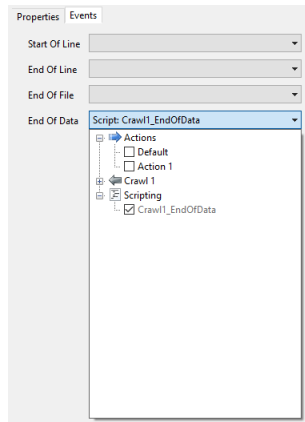 Properties Events
Start Of Line
End Of Line
End Of File
End Of Data Script: Crawl1_EndOfData
Actions
Default
Action 1
Crawl 1
Scripting
Crawl1_EndOfData